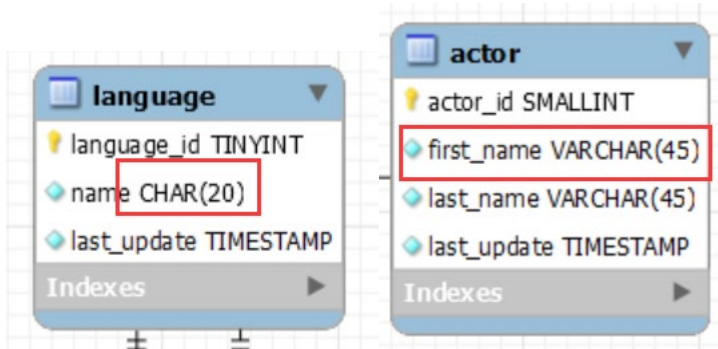 language
language_id TINYINT
name CHAR(20)
last_update TIMESTAMP
Indexes
actor
actor_id SMALLINT
first_name VARCHAR(45)
last_name VARCHAR(45)
last_update TIMESTAMP
Indexes